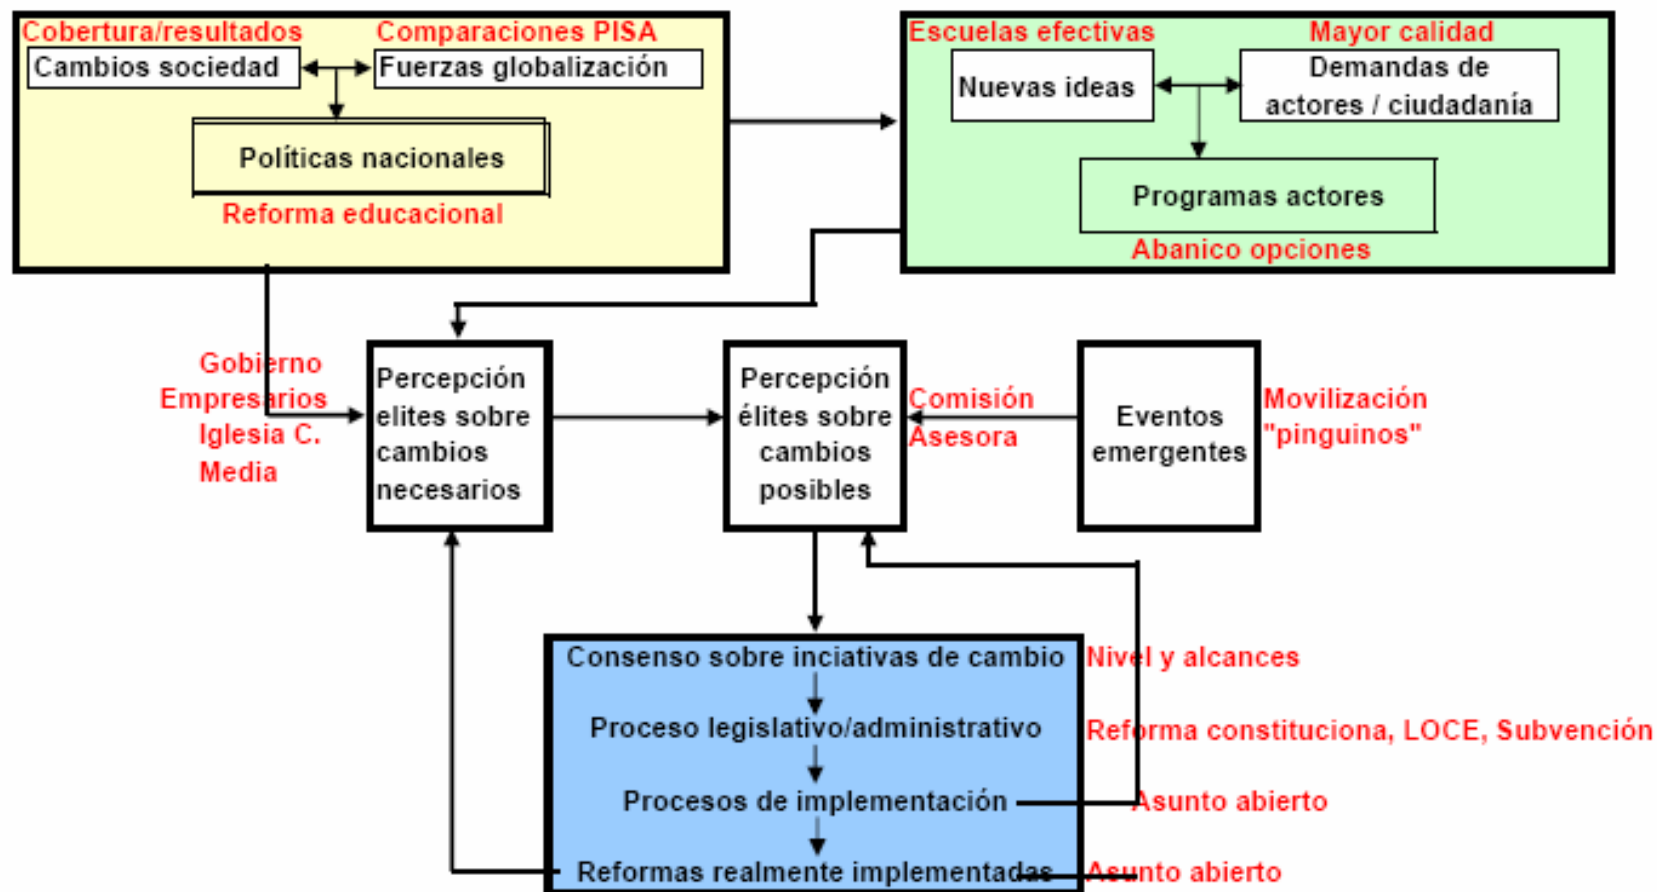 Cobertura/resultados
Comparaciones PISA
Cambios sociedad
Fuerzas globalización
Políticas nacionales
Reforma educacional
Escuelas efectivas
Mayor calidad
Nuevas ideas
Demandas de
actores / ciudadanía
Programas actores
Abanico opciones
Gobierno
Empresarios
Iglesia C.
Media
Percepción
elites sobre
cambios
necesarios
Percepción
élites sobre
cambios
posibles
Comisión
Asesora
Eventos
emergentes
Movilización
"pinguinos"
Consenso sobre inciativas de cambio
Nivel y alcances
Proceso legislativo/administrativo
Reforma constituciona, LOCE, Subvención
Procesos de implementación
Asunto abierto
Reformas realmente implementadas
Asunto abierto